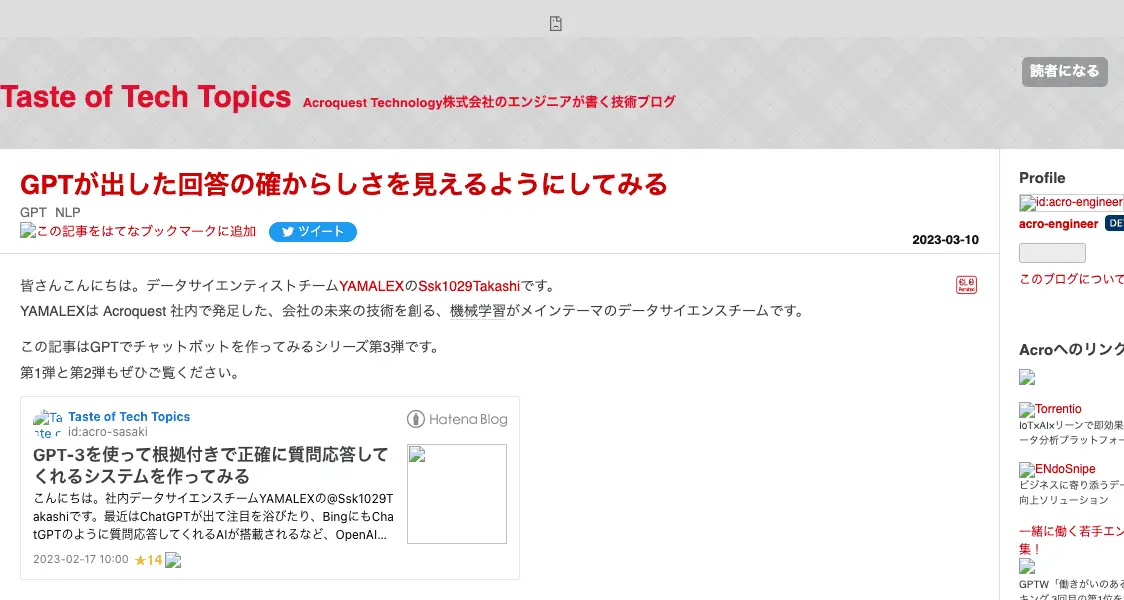 読者になる
Taste of Tech Topics Acroquest Technology株式会社のエンジニアが書く技術ブログ
GPTが出した回答の確からしさを見えるようにしてみる
GPT NLP
この記事をはてなブックマークに追加 ツイート
2023-03-10
皆さんこんにちは。データサイエンティストチームYAMALEXのSsk1029Takashiです。
YAMALEXは Acroquest 社内で発足した、会社の未来の技術を創る、機械学習がメインテーマのデータサイエンスチームです。
この記事はGPTでチャットボットを作ってみるシリーズ第3弾です。
第1弾と第2弾もぜひご覧ください。
Ta
ste c
Taste of Tech Topics
id:acro-sasaki
HatenaBlog
GPT-3を使って根拠付きで正確に質問応答して
くれるシステムを作ってみる
こんにちは。社内データサイエンスチームYAMALEXの@Ssk1029T
akashiです。最近はChatGPTが出て注目を浴びたり、BingにもCha
tGPTのように質問応答してくれるAIが搭載されるなど、OpenAI…
2023-02-17 10:00 ★14
Profile
id:acro-engineer
acro-engineer DE
このブログについて
Acroへのリンク
Torrentio
IoT×AI×リーンで即効果
ータ分析プラットフォー
ENdoSnipe
ビジネスに寄り添うデー
向上ソリューション
一緒に働く若手エン
集！
GPTW「働きがいのある
キング 3回目の第1位を